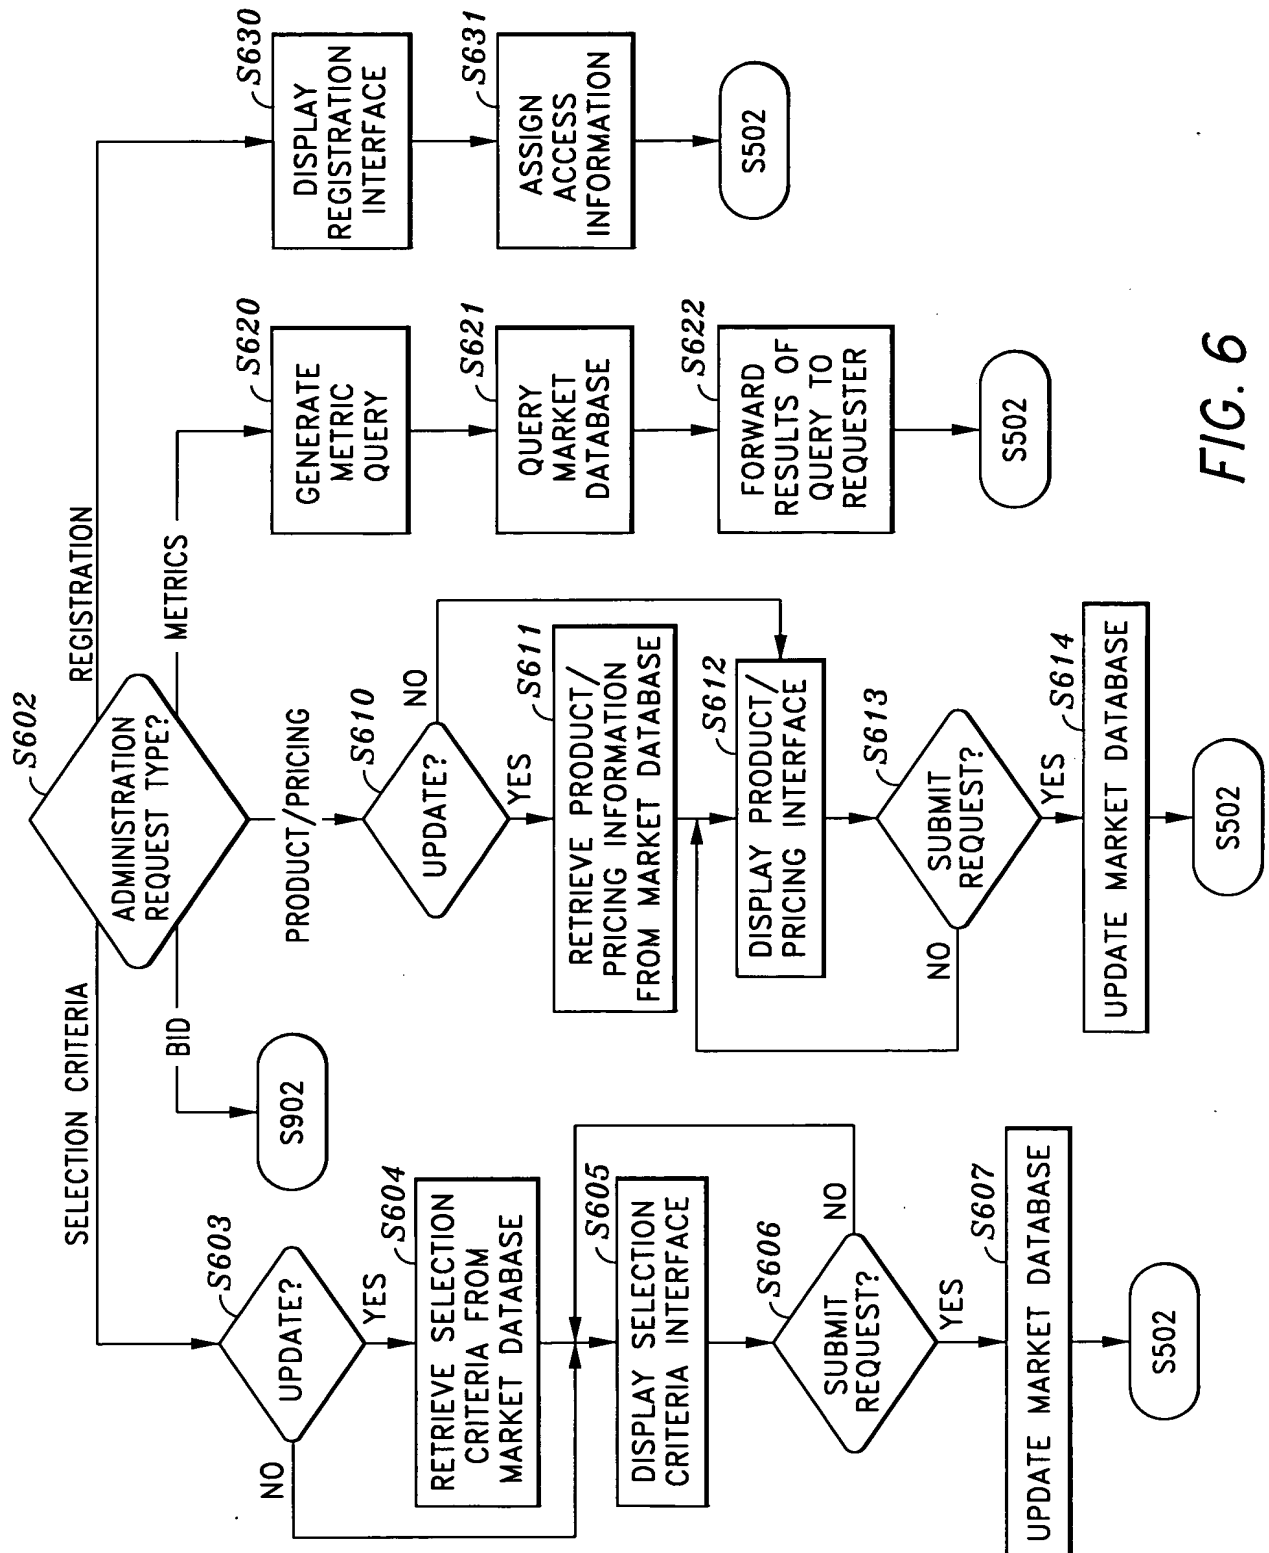 S602
ADMINISTRATION
REQUEST TYPE?
SELECTION CRITERIA
BID
PRODUCT/PRICING
METRICS
REGISTRATION
S603
UPDATE?
NO
YES
S604
RETRIEVE SELECTION
CRITERIA FROM
MARKET DATABASE
S605
DISPLAY SELECTION
CRITERIA INTERFACE
S606
SUBMIT
REQUEST?
NO
YES
S607
UPDATE MARKET DATABASE
S502
S902
S610
UPDATE?
NO
YES
S611
RETRIEVE PRODUCT/
PRICING INFORMATION
FROM MARKET DATABASE
S612
DISPLAY PRODUCT/
PRICING INTERFACE
S613
SUBMIT
REQUEST?
NO
YES
S614
UPDATE MARKET DATABASE
S502
S620
GENERATE
METRIC
QUERY
S621
QUERY
MARKET
DATABASE
S622
FORWARD
RESULTS OF
QUERY TO
REQUESTER
S502
S630
DISPLAY
REGISTRATION
INTERFACE
S631
ASSIGN
ACCESS
INFORMATION
S502
FIG. 6